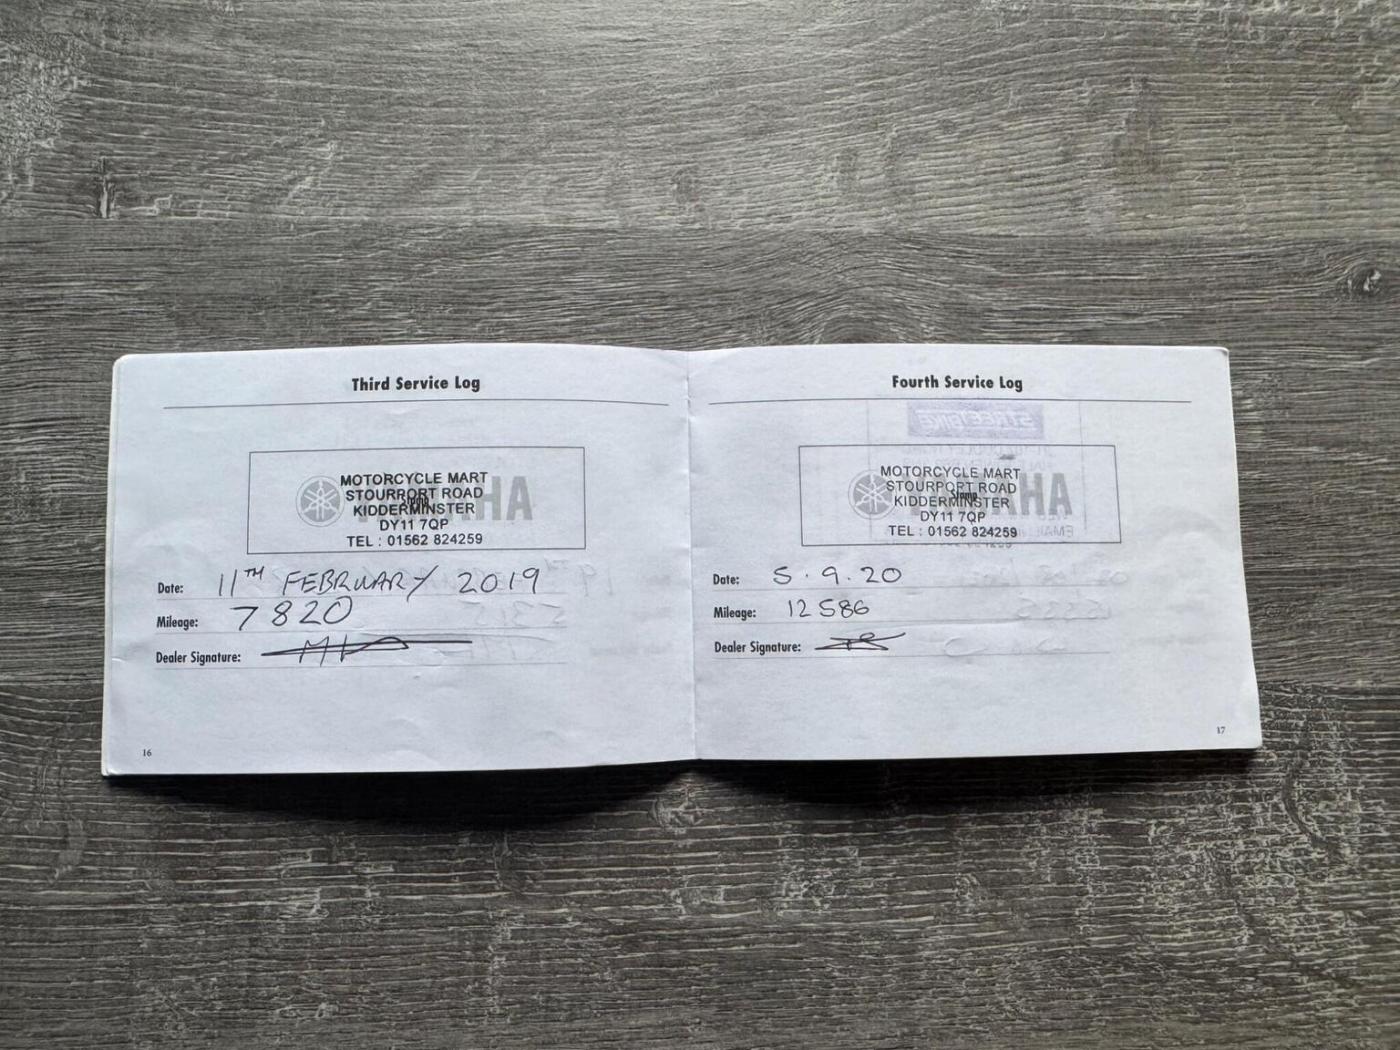 Third Service Log
MOTORCYCLE MART
STOURPORT ROAD
Stamp
KIDDERMINSTER
DY11 7QP
TEL : 01562 824259
Date: 11TH FEBRUARY 2019
Mileage: 7820
Dealer Signature:
16
Fourth Service Log
MOTORCYCLE MART
STOURPORT ROAD
Stamp
KIDDERMINSTER
DY11 7QP
TEL : 01562 824259
Date: 5.9.20
Mileage: 12586
Dealer Signature:
17